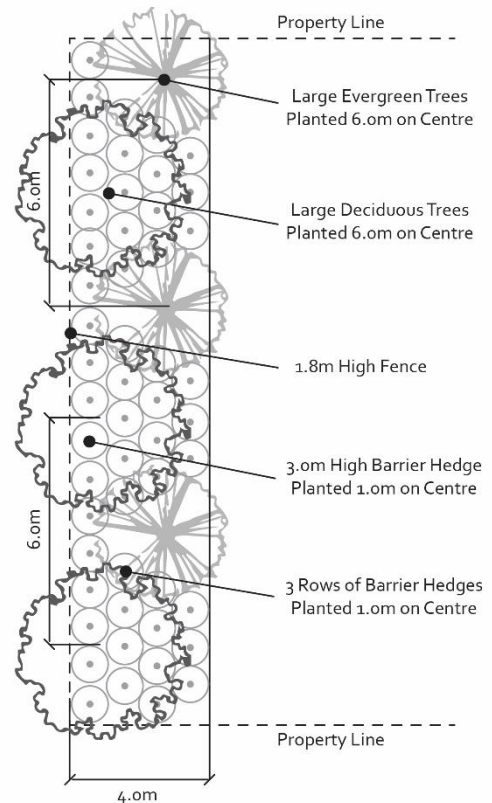 Property Line
Large Evergreen Trees
Planted 6.0m on Centre
6.0m
Large Deciduous Trees
Planted 6.0m on Centre
1.8m High Fence
3.0m High Barrier Hedge
Planted 1.0m on Centre
6.0m
3 Rows of Barrier Hedges
Planted 1.0m on Centre
Property Line
4.0m